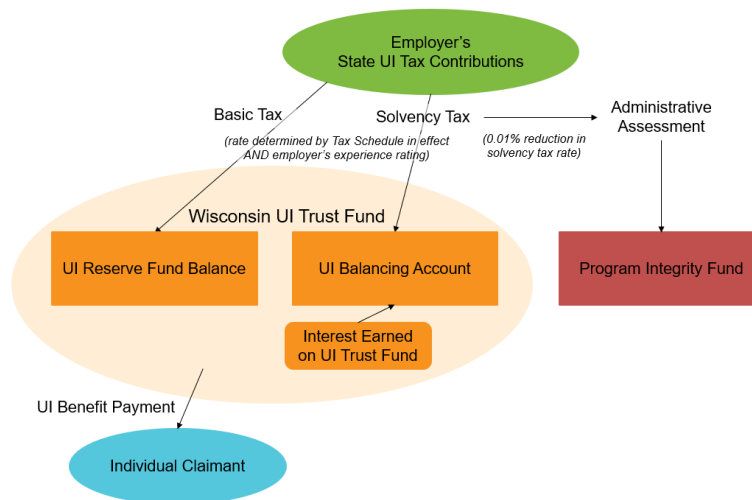 Employer's
State UI Tax Contributions
Basic Tax
Solvency Tax
Administrative
Assessment
(rate determined by Tax Schedule in effect
AND employer's experience rating)
(0.01% reduction in
solvency tax rate)
Wisconsin UI Trust Fund
UI Reserve Fund Balance
UI Balancing Account
Program Integrity Fund
Interest Earned
on UI Trust Fund
UI Benefit Payment
Individual Claimant